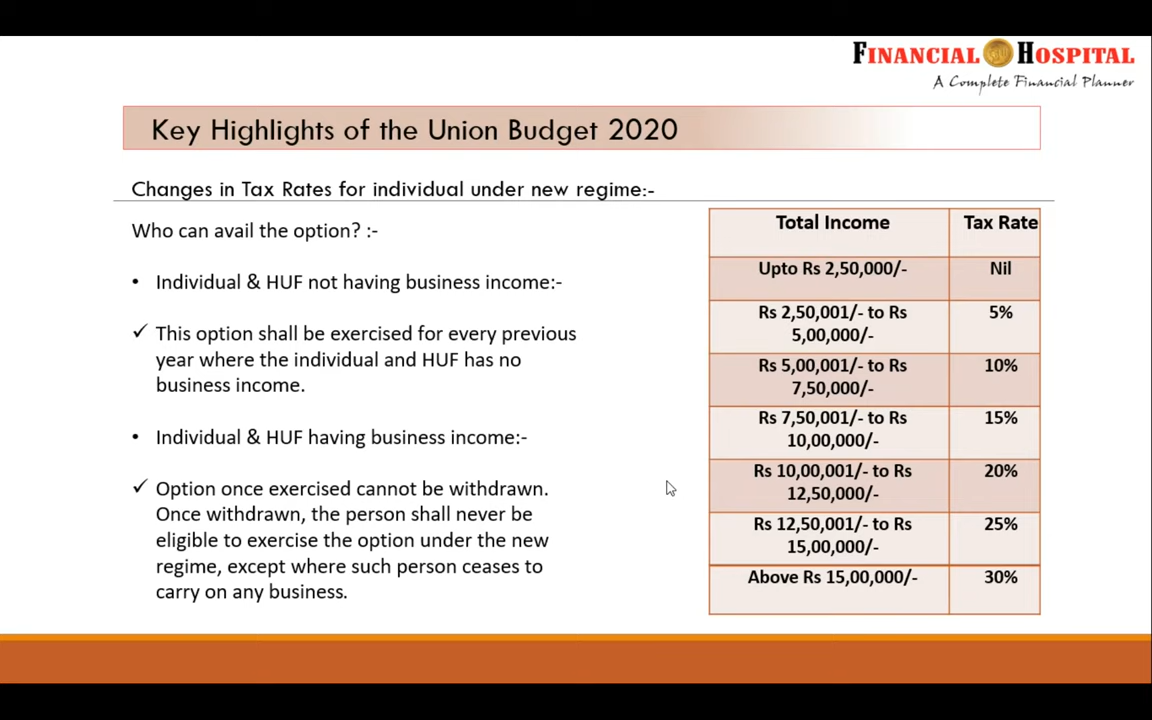 FINANCIAL HOSPITAL
A Complete Financial Planner
Key Highlights of the Union Budget 2020
Changes in Tax Rates for individual under new regime:-
Who can avail the option? :-
• Individual & HUF not having business income:-
✓ This option shall be exercised for every previous
year where the individual and HUF has no
business income.
• Individual & HUF having business income:-
✓ Option once exercised cannot be withdrawn.
Once withdrawn, the person shall never be
eligible to exercise the option under the new
regime, except where such person ceases to
carry on any business.
Total Income Tax Rate
Upto Rs 2,50,000/- Nil
Rs 2,50,001/- to Rs 5%
5,00,000/-
Rs 5,00,001/- to Rs 10%
7,50,000/-
Rs 7,50,001/- to Rs 15%
10,00,000/-
Rs 10,00,001/- to Rs 20%
12,50,000/-
Rs 12,50,001/- to Rs 25%
15,00,000/-
Above Rs 15,00,000/- 30%